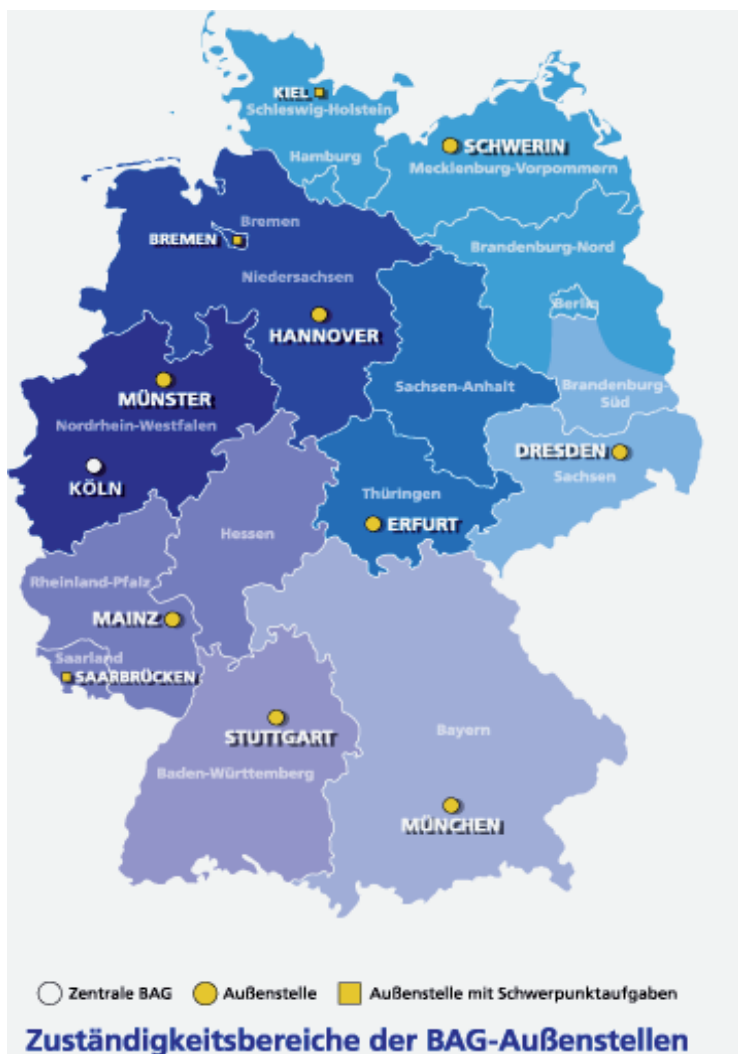 KIEL
Schleswig-Holstein
SCHWERIN
Hamburg
Mecklenburg-Vorpommern
Bremen
BREMEN
Brandenburg-Nord
Niedersachsen
Berlin
HANNOVER
Sachsen-Anhalt
Brandenburg-
Süd
MÜNSTER
Nordrhein-Westfalen
DRESDEN
Sachsen
KÖLN
Thüringen
ERFURT
Hessen
Rheinland-Pfalz
MAINZ
Saarland
SAARBRÜCKEN
STUTTGART
Bayern
Baden-Württemberg
MÜNCHEN
Zentrale BAG Außenstelle Außenstelle mit Schwerpunktaufgaben
Zuständigkeitsbereiche der BAG-Außenstellen